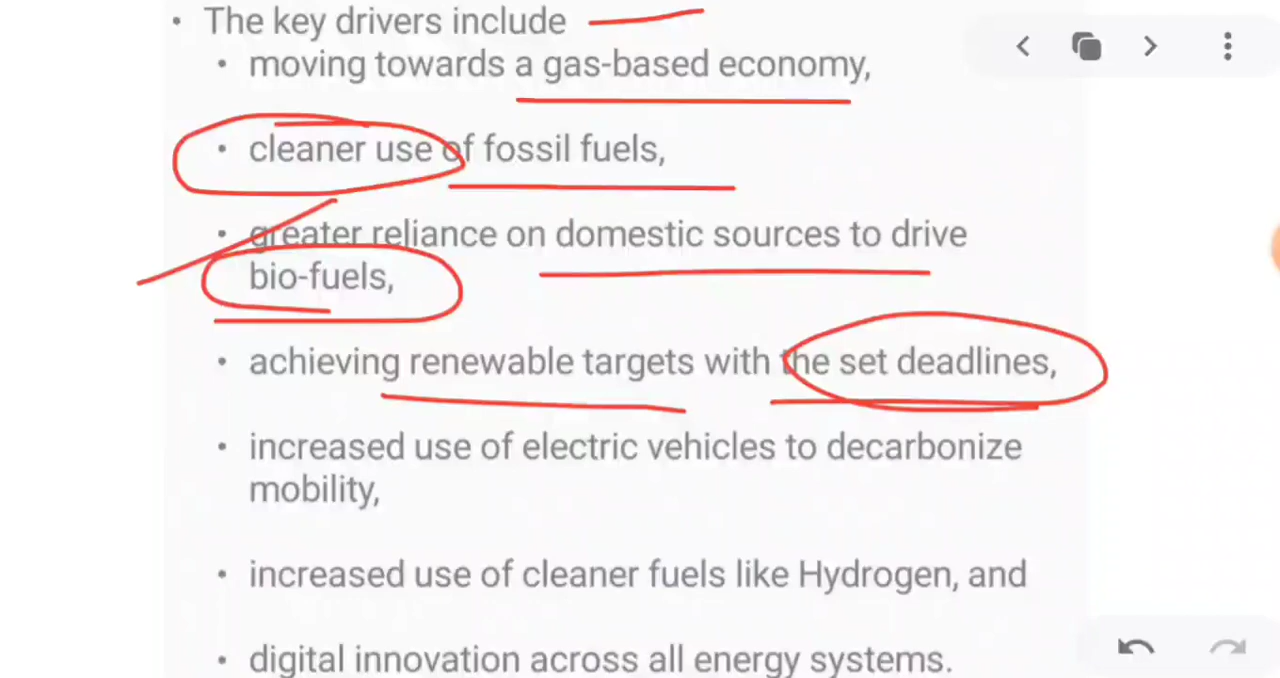 • The key drivers include
• moving towards a gas-based economy,
• cleaner use of fossil fuels,
• greater reliance on domestic sources to drive
bio-fuels,
• achieving renewable targets with the set deadlines,
• increased use of electric vehicles to decarbonize
mobility,
• increased use of cleaner fuels like Hydrogen, and
• digital innovation across all energy systems.